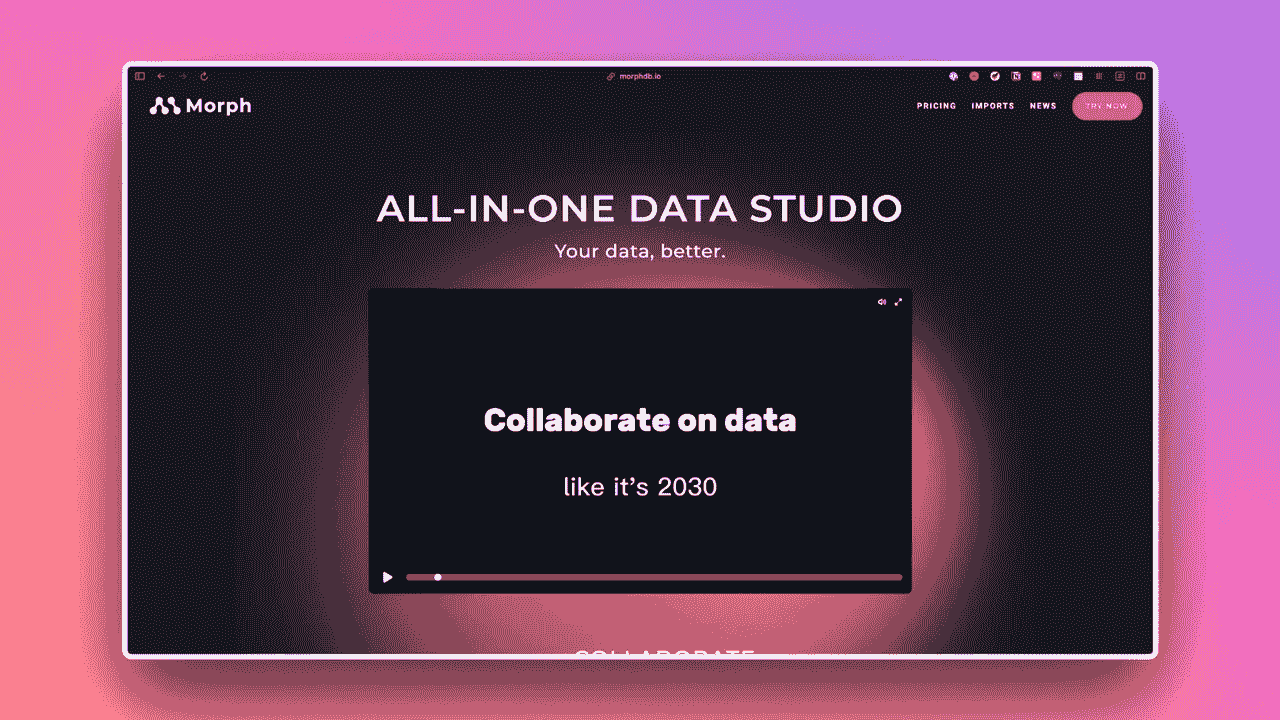 morphdb.io
Morph
PRICING IMPORTS NEWS TRY NOW
ALL-IN-ONE DATA STUDIO
Your data, better.
Collaborate on data
like it's 2030
COLLABORATE